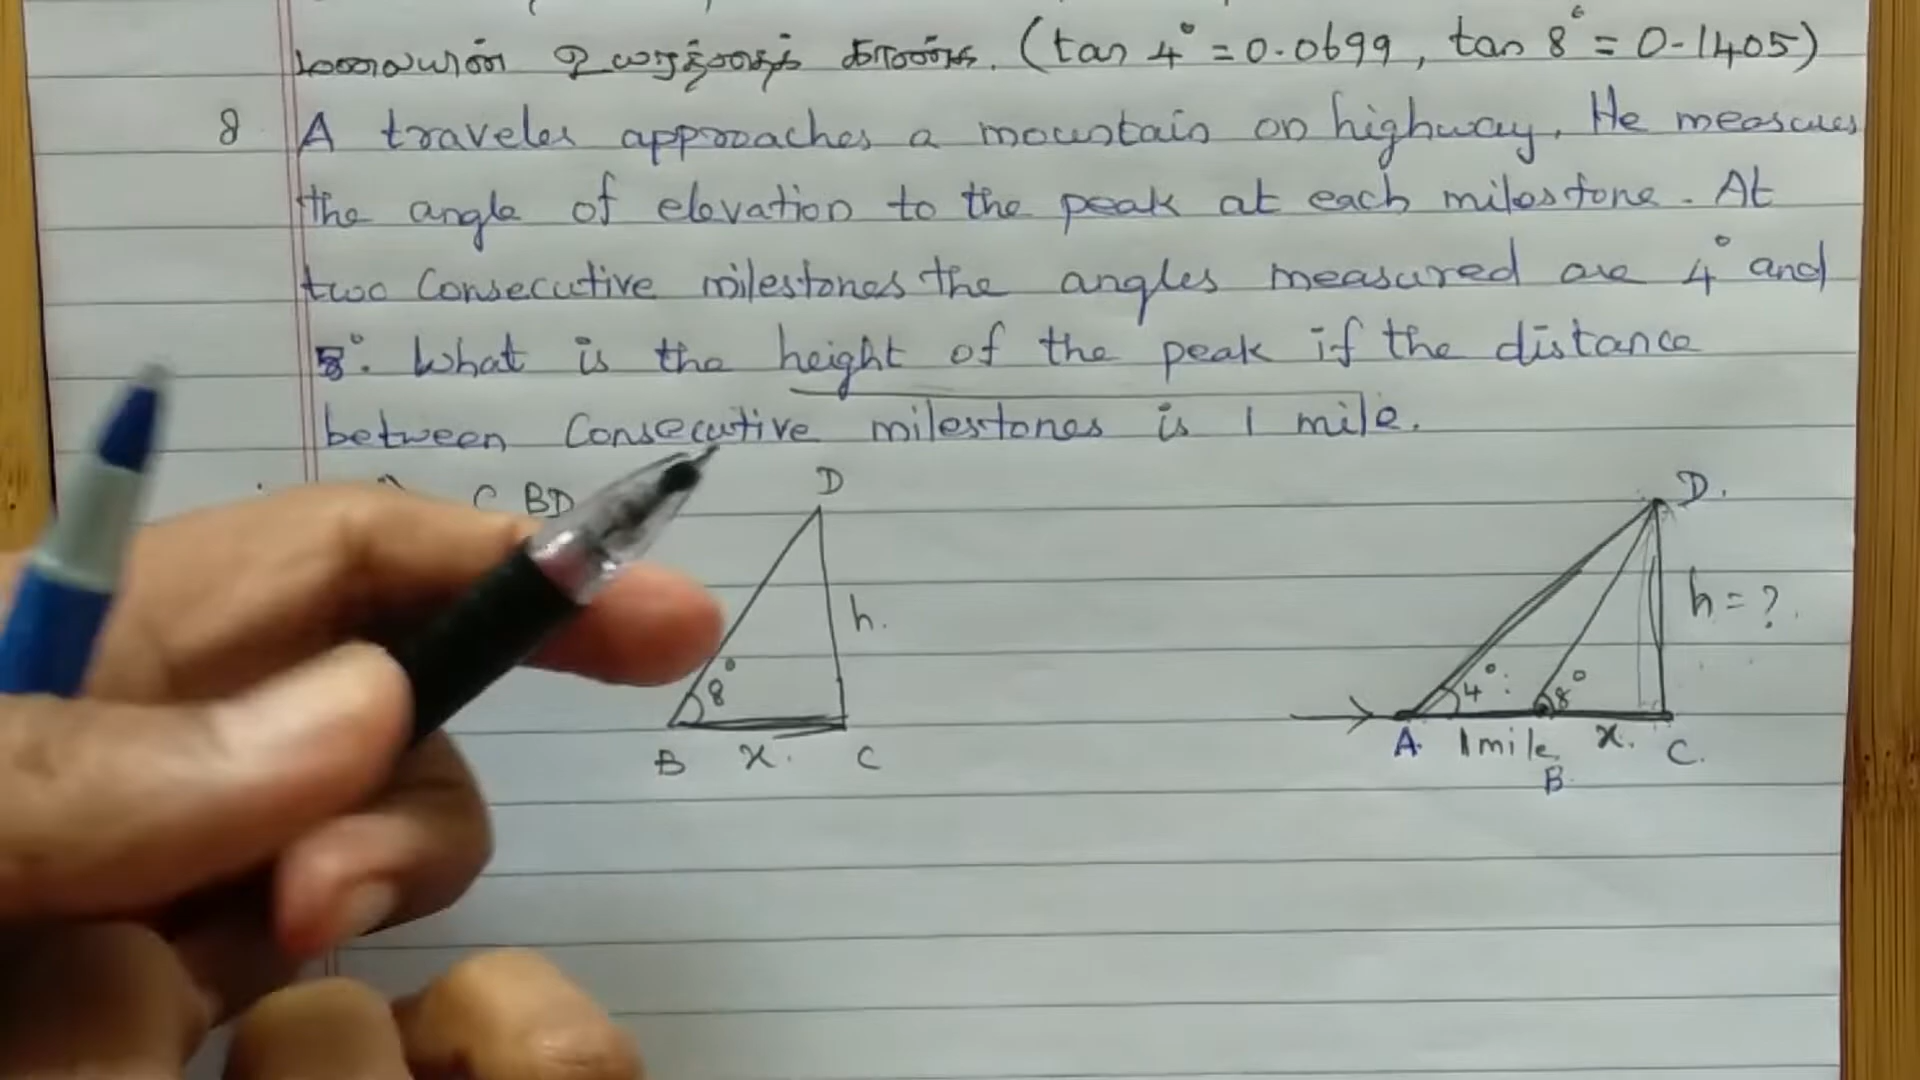 மலையின் உயரத்தைத் காண்க. (tan 4° = 0.0699, tan 8° = 0.1405)
8 A traveler approaches a mountain on highway. He measures
the angle of elevation to the peak at each milestone. At
two Consecutive milestones the angles measured are 4° and
8°. What is the height of the peak if the distance
between Consecutive milestones is 1 mile.
BD
D
h.
8°
B x. C
D.
h = ?
4° 8°
A. 1mile x. C.
B.